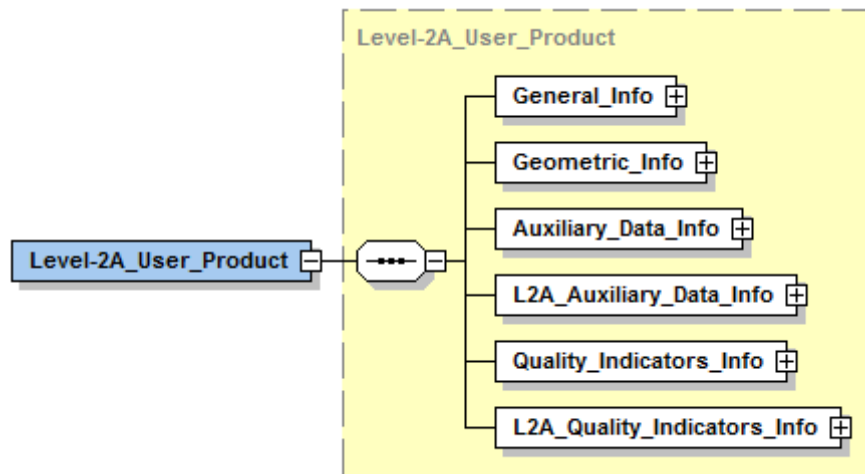 Level-2A_User_Product
General_Info
Geometric_Info
Auxiliary_Data_Info
Level-2A_User_Product
L2A_Auxiliary_Data_Info
Quality_Indicators_Info
L2A_Quality_Indicators_Info